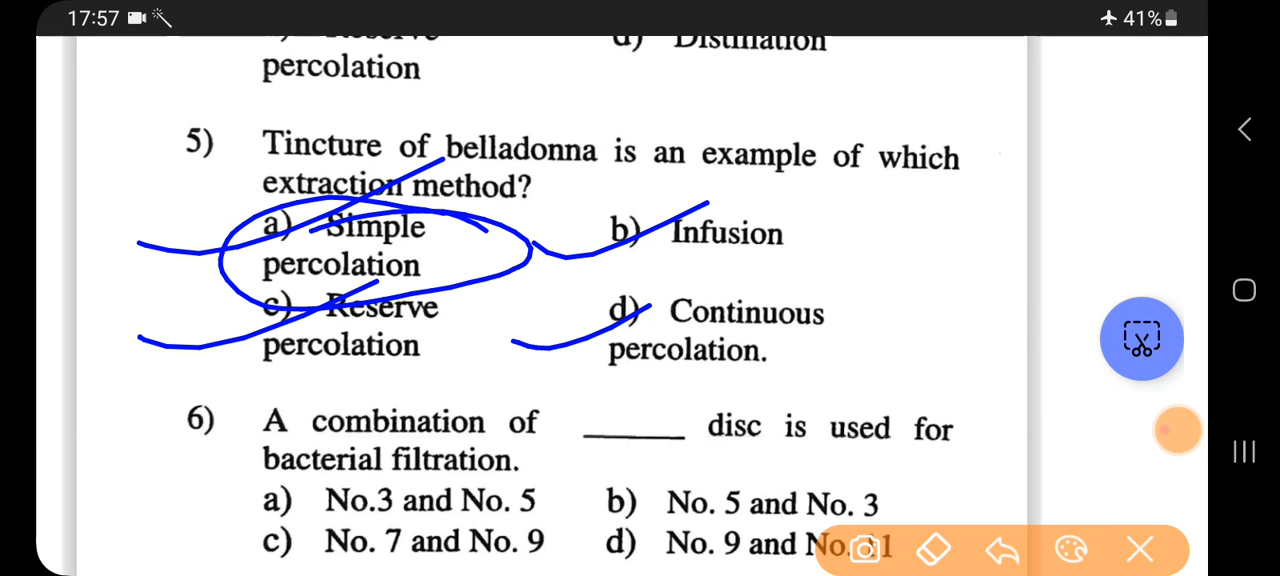 17:57
41%
percolation
d) Distillation
5) Tincture of belladonna is an example of which
extraction method?
a) Simple
percolation
b) Infusion
c) Reserve
percolation
d) Continuous
percolation.
6) A combination of ______ disc is used for
bacterial filtration.
a) No.3 and No. 5
b) No. 5 and No. 3
c) No. 7 and No. 9
d) No. 9 and No. 11